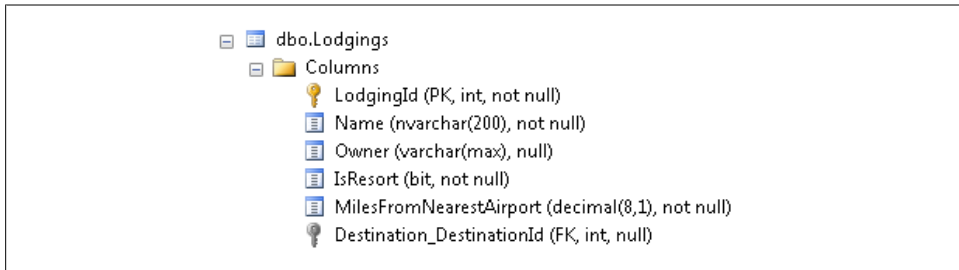 dbo.Lodgings
Columns
LodgingId (PK, int, not null)
Name (nvarchar(200), not null)
Owner (varchar(max), null)
IsResort (bit, not null)
MilesFromNearestAirport (decimal(8,1), not null)
Destination_DestinationId (FK, int, null)